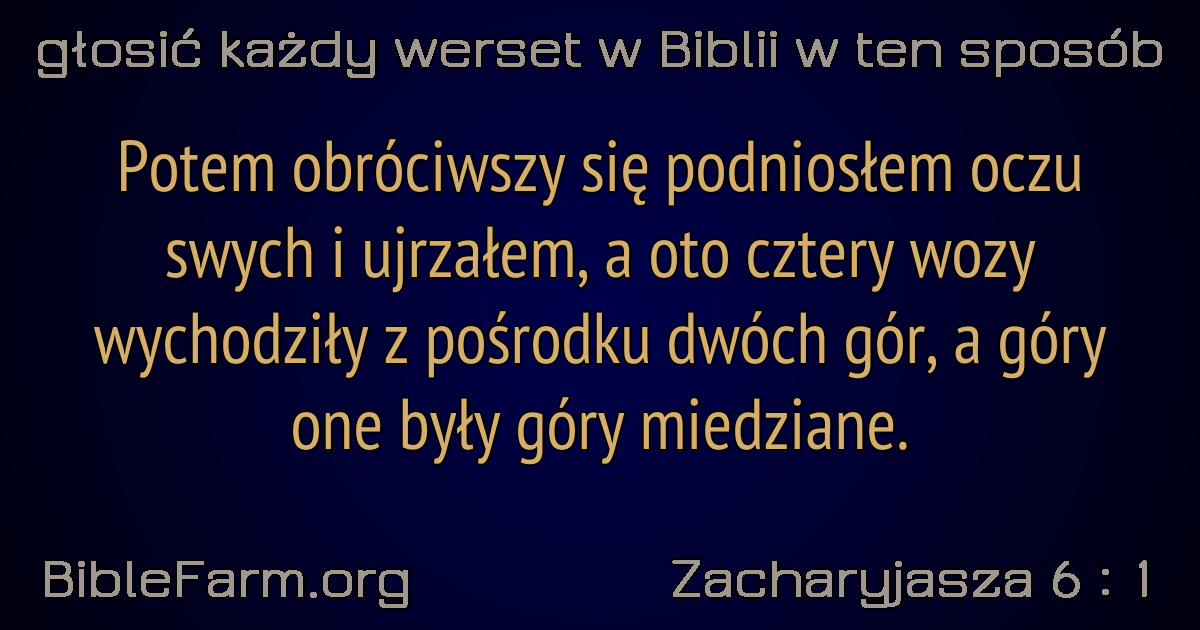 głosić każdy werset w Biblii w ten sposób
Potem obróciwszy się podniosłem oczu
swych i ujrzałem, a oto cztery wozy
wychodziły z pośrodku dwóch gór, a góry
one były góry miedziane.
BibleFarm.org
Zacharyjasza 6 : 1